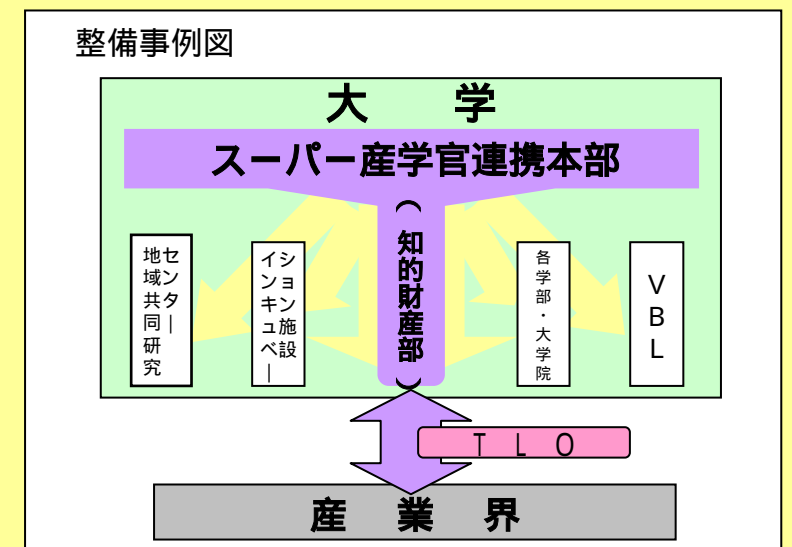 整備事例図
大　学
スーパー産学官連携本部
（知的財産部）
地域共同研究
センター
インキュベー
ション施設
各学部・大学院
ＶＢＬ
ＴＬＯ
産　業　界